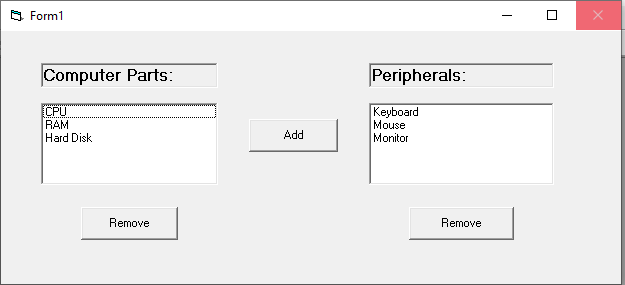 Form1
Computer Parts:
Peripherals:
CPU
RAM
Hard Disk
Add
Keyboard
Mouse
Monitor
Remove
Remove